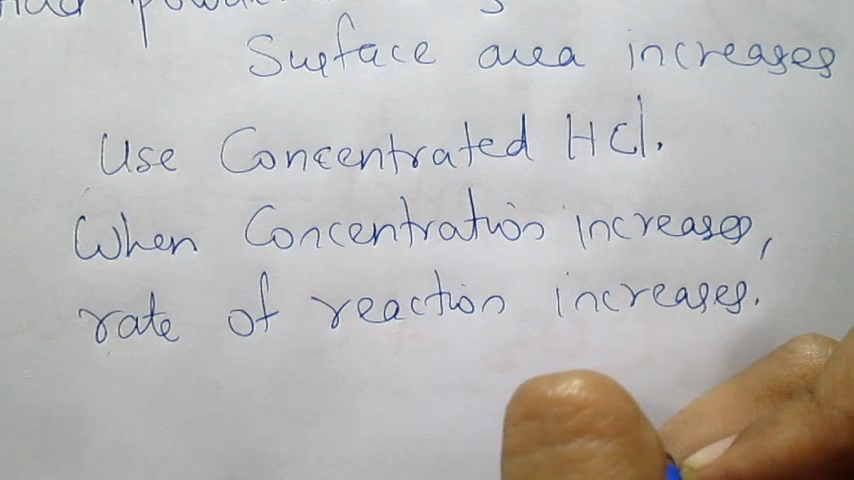 Surface area increases
Use Concentrated HCl.
When Concentration increases,
rate of reaction increases.